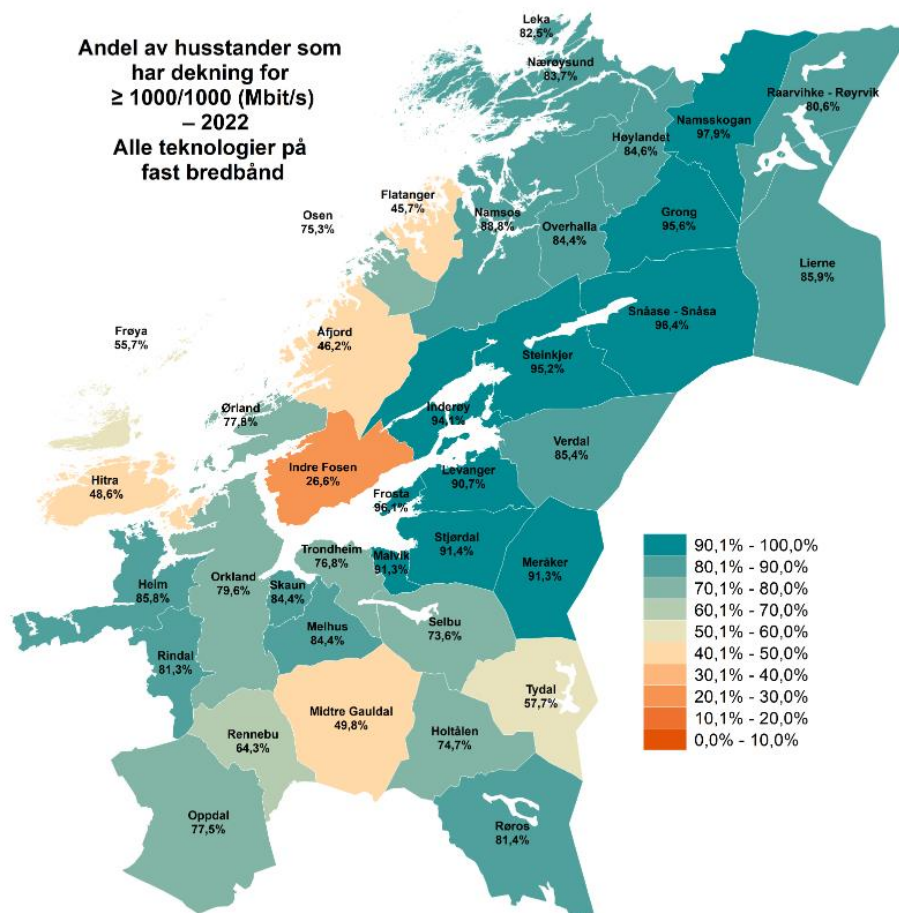 Andel av husstander som
har dekning for
≥ 1000/1000 (Mbit/s)
– 2022
Alle teknologier på
fast bredbånd
Leka
82,5%
Nærøysund
83,7%
Raarvihke - Røyrvik
80,6%
Namsskogan
97,9%
Høylandet
84,6%
Flatanger
45,7%
Osen
75,3%
Namsos
88,8%
Overhalla
84,4%
Grong
95,6%
Lierne
85,9%
Snåase - Snåsa
96,4%
Frøya
55,7%
Åfjord
46,2%
Steinkjer
95,2%
Ørland
77,8%
Inderøy
94,1%
Verdal
85,4%
Indre Fosen
26,6%
Levanger
90,7%
Hitra
48,6%
Frosta
96,1%
Stjørdal
91,4%
Trondheim
76,8%
Malvik
91,3%
Meråker
91,3%
Heim
85,8%
Orkland
79,6%
Skaun
84,4%
Selbu
73,6%
Melhus
84,4%
Rindal
81,3%
Tydal
57,7%
Midtre Gauldal
49,8%
Rennebu
64,3%
Holtålen
74,7%
Oppdal
77,5%
Røros
81,4%
90,1% - 100,0%
80,1% - 90,0%
70,1% - 80,0%
60,1% - 70,0%
50,1% - 60,0%
40,1% - 50,0%
30,1% - 40,0%
20,1% - 30,0%
10,1% - 20,0%
0,0% - 10,0%